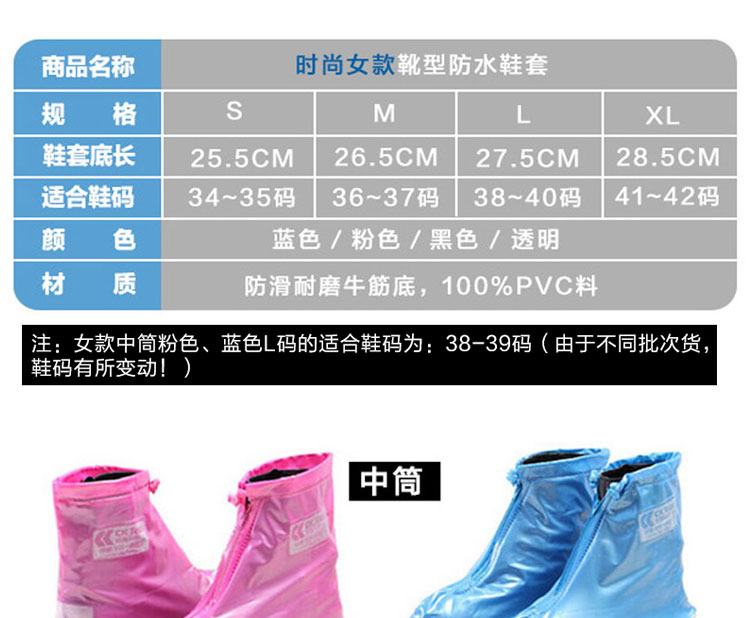 商品名称 时尚女款靴型防水鞋套
规 格 S M L XL
鞋套底长 25.5CM 26.5CM 27.5CM 28.5CM
适合鞋码 34~35码 36~37码 38~40码 41~42码
颜 色 蓝色 / 粉色 / 黑色 / 透明
材 质 防滑耐磨牛筋底，100%PVC料
注：女款中筒粉色、蓝色L码的适合鞋码为：38-39码（由于不同批次货，
鞋码有所变动！）
中筒